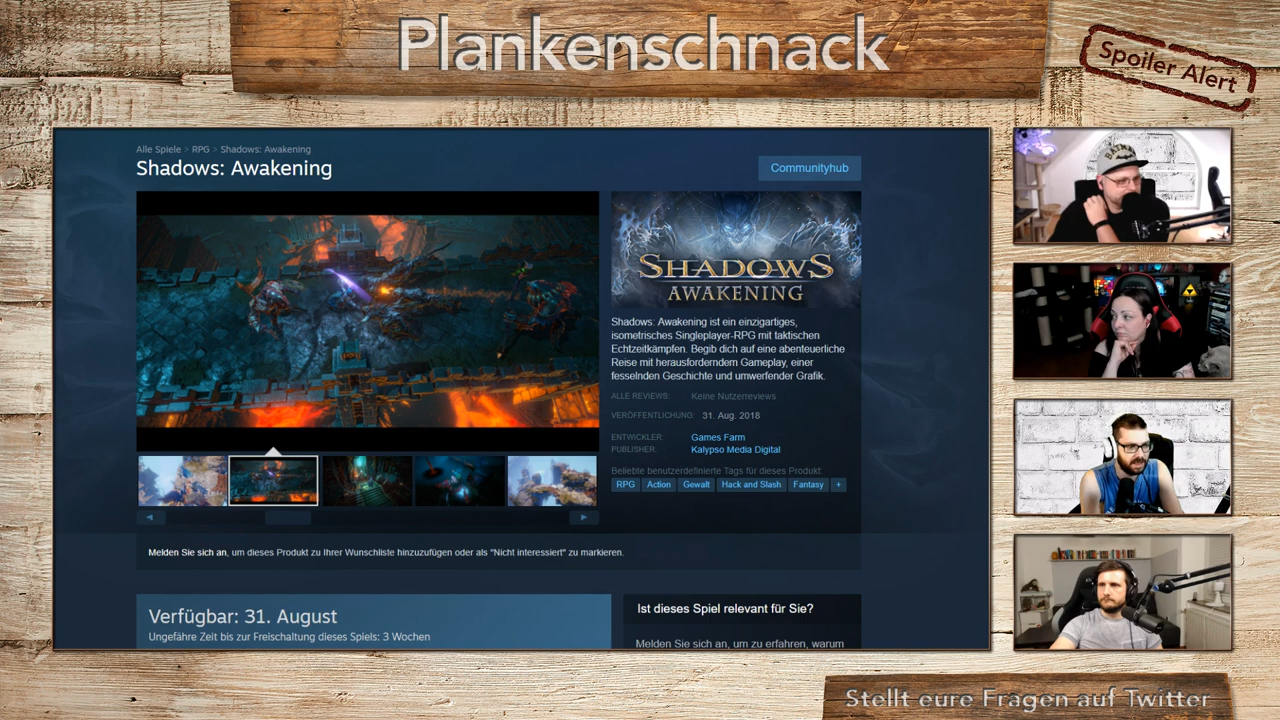 Plankenschnack
Spoiler Alert
Alle Spiele > RPG > Shadows: Awakening
Shadows: Awakening
Communityhub
SHADOWS
AWAKENING
Shadows: Awakening ist ein einzigartiges,
isometrisches Singleplayer-RPG mit taktischen
Echtzeitkämpfen. Begib dich auf eine abenteuerliche
Reise mit herausforderndem Gameplay, einer
fesselnden Geschichte und umwerfender Grafik.
ALLE REVIEWS: Keine Nutzerreviews
VERÖFFENTLICHUNG: 31. Aug. 2018
ENTWICKLER: Games Farm
PUBLISHER: Kalypso Media Digital
Beliebte benutzerdefinierte Tags für dieses Produkt:
RPG Action Gewalt Hack and Slash Fantasy +
Melden Sie sich an, um dieses Produkt zu Ihrer Wunschliste hinzuzufügen oder als "Nicht interessiert" zu markieren.
Verfügbar: 31. August
Ungefähre Zeit bis zur Freischaltung dieses Spiels: 3 Wochen
Ist dieses Spiel relevant für Sie?
Melden Sie sich an, um zu erfahren, warum
Stellt eure Fragen auf Twitter